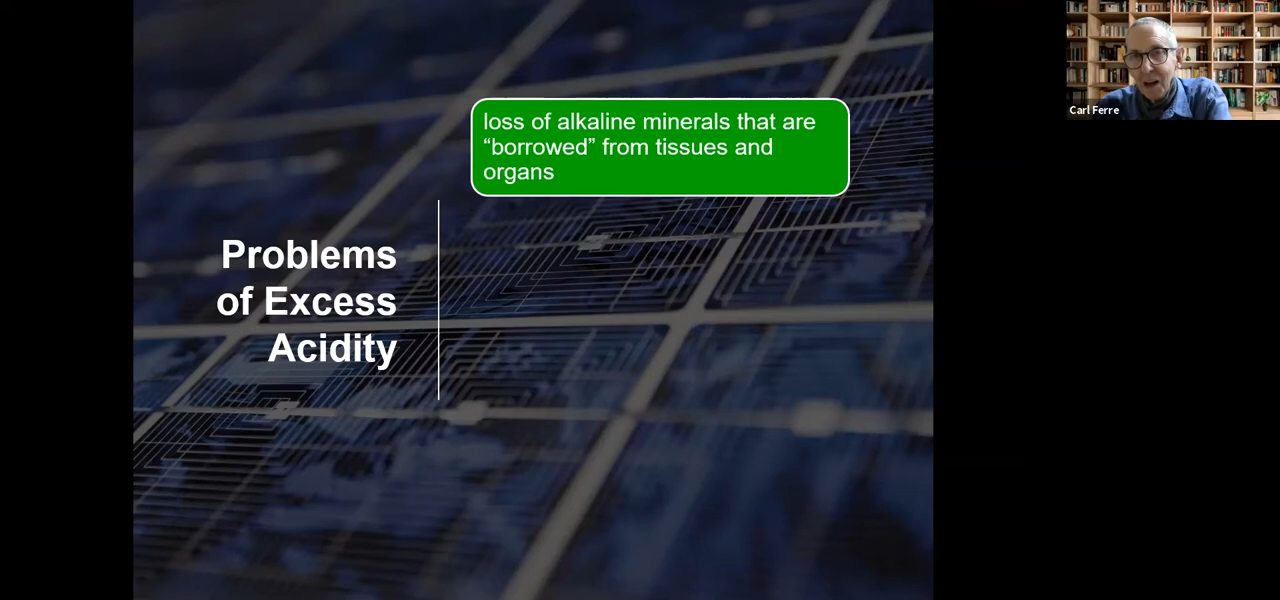 Problems
of Excess
Acidity
loss of alkaline minerals that are
“borrowed” from tissues and
organs
Carl Ferre